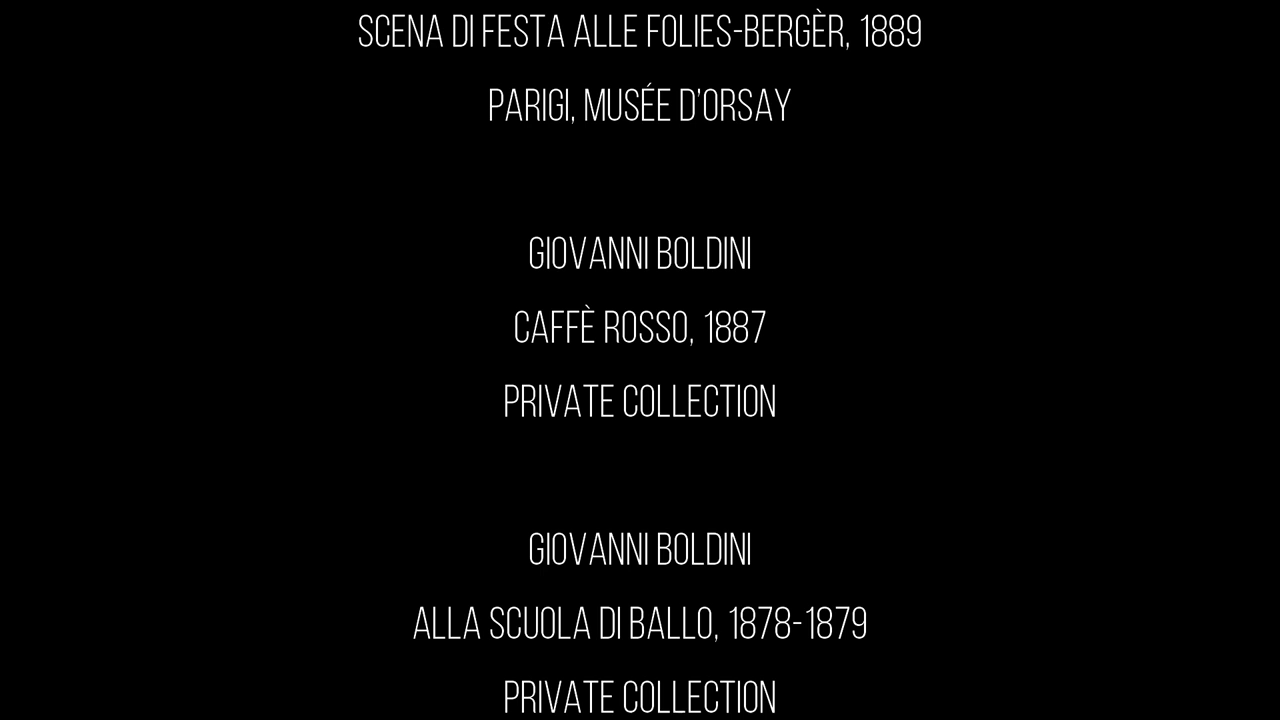 SCENA DI FESTA ALLE FOLIES-BERGÈR, 1889
PARIGI, MUSÉE D'ORSAY
GIOVANNI BOLDINI
CAFFÈ ROSSO, 1887
PRIVATE COLLECTION
GIOVANNI BOLDINI
ALLA SCUOLA DI BALLO, 1878-1879
PRIVATE COLLECTION